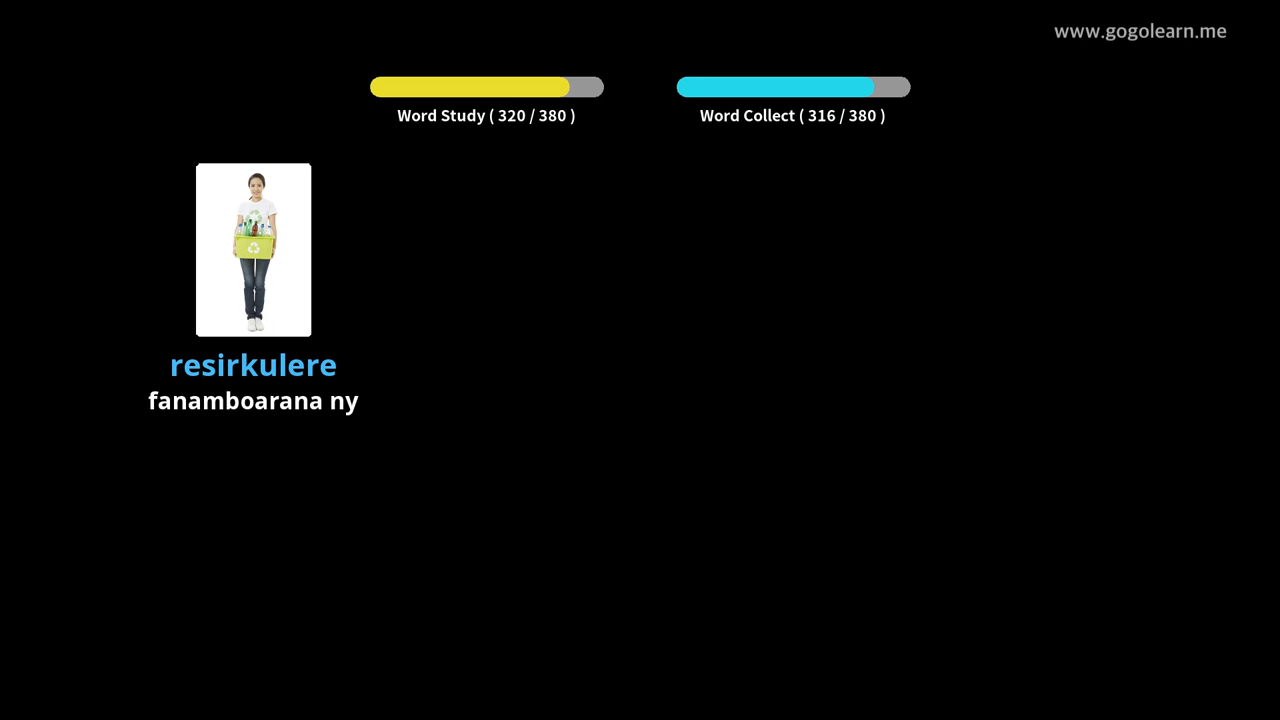 www.gogolearn.me
Word Study ( 320 / 380 )
Word Collect ( 316 / 380 )
resirkulere
fanamboarana ny